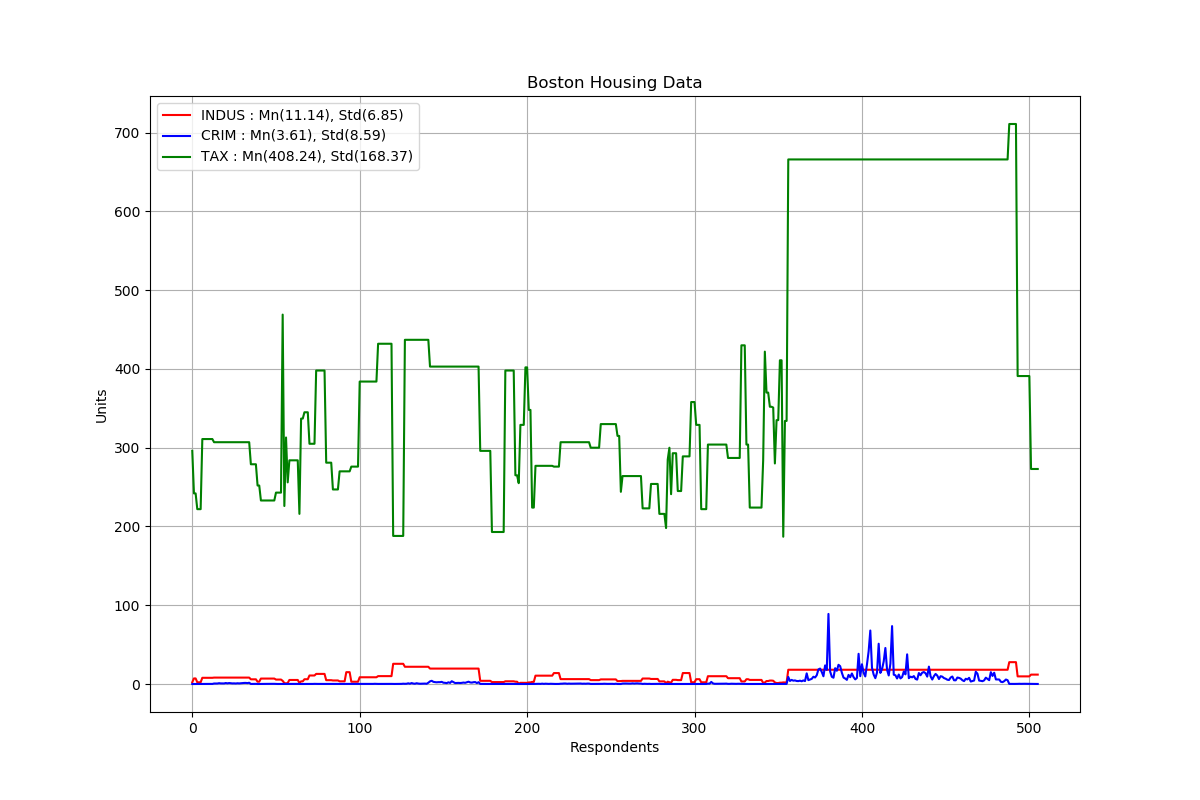 Boston Housing Data
INDUS : Mn(11.14), Std(6.85)
CRIM : Mn(3.61), Std(8.59)
TAX : Mn(408.24), Std(168.37)
700
600
500
400
300
200
100
0
Units
0 100 200 300 400 500
Respondents